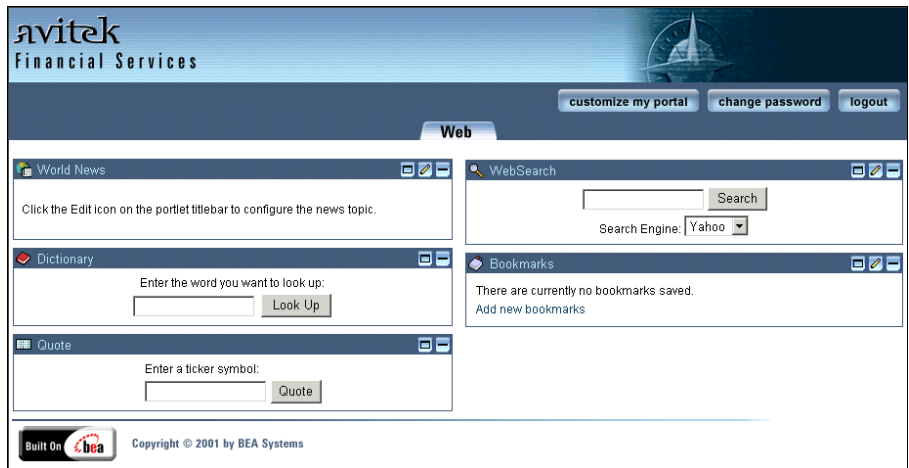 avitek
Financial Services
customize my portal
change password
logout
Web
World News
Click the Edit icon on the portlet titlebar to configure the news topic.
Dictionary
Enter the word you want to look up:
Look Up
Quote
Enter a ticker symbol:
Quote
WebSearch
Search
Search Engine: Yahoo
Bookmarks
There are currently no bookmarks saved.
Add new bookmarks
Built On bea
Copyright © 2001 by BEA Systems